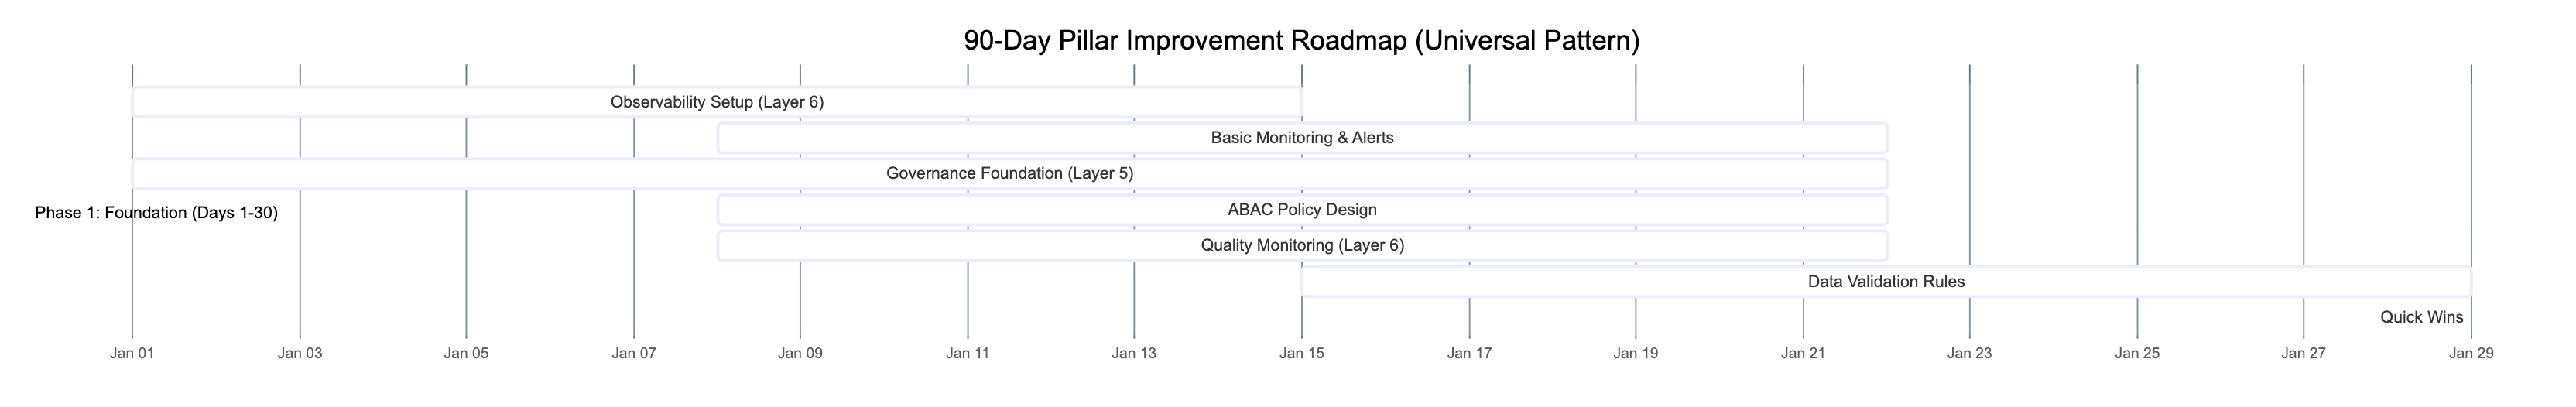 90-Day Pillar Improvement Roadmap (Universal Pattern)
Observability Setup (Layer 6)
Basic Monitoring & Alerts
Governance Foundation (Layer 5)
Phase 1: Foundation (Days 1-30)
ABAC Policy Design
Quality Monitoring (Layer 6)
Data Validation Rules
Quick Wins
Jan 01 Jan 03 Jan 05 Jan 07 Jan 09 Jan 11 Jan 13 Jan 15 Jan 17 Jan 19 Jan 21 Jan 23 Jan 25 Jan 27 Jan 29